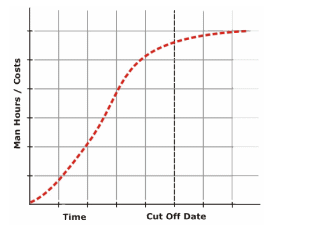 Man Hours / Costs
Time
Cut Off Date